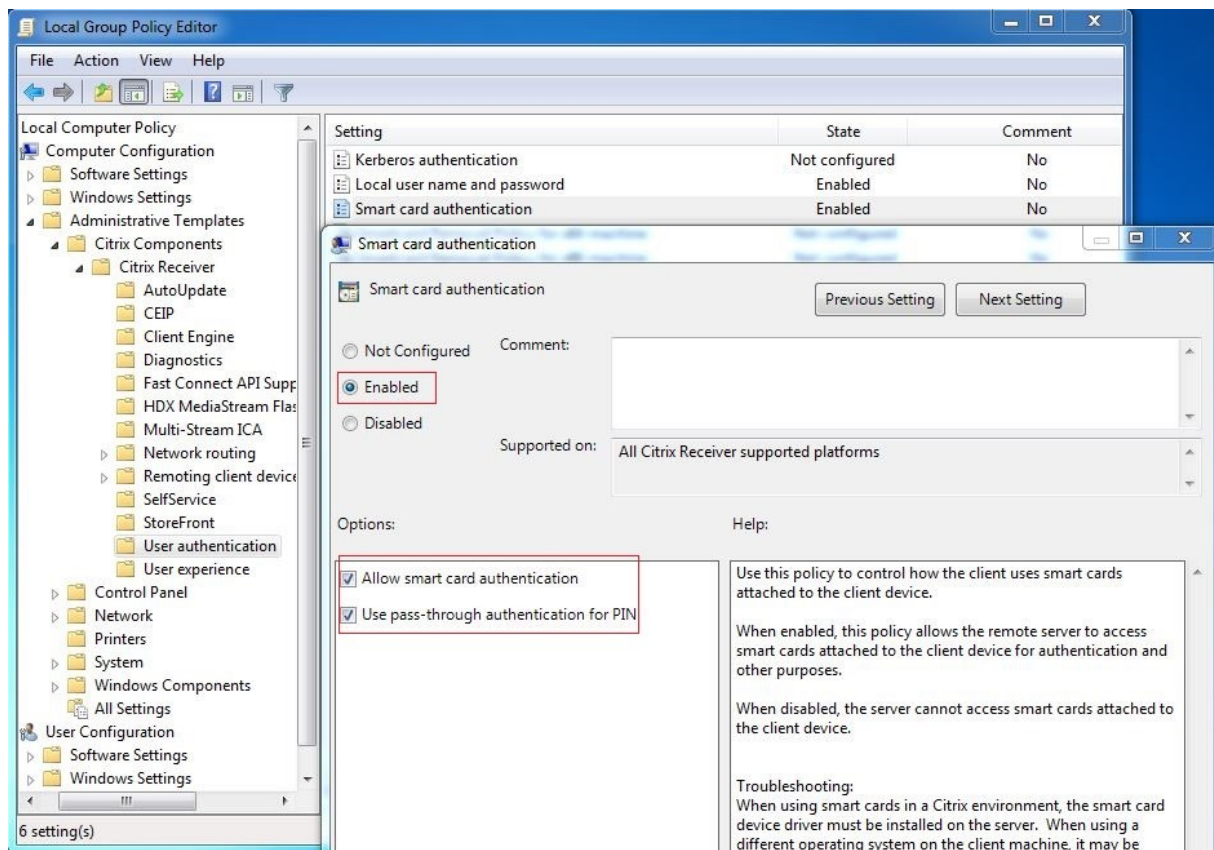 Local Group Policy Editor
File Action View Help
Local Computer Policy
Computer Configuration
Software Settings
Windows Settings
Administrative Templates
Citrix Components
Citrix Receiver
AutoUpdate
CEIP
Client Engine
Diagnostics
Fast Connect API Supp
HDX MediaStream Flas
Multi-Stream ICA
Network routing
Remoting client device
SelfService
StoreFront
User authentication
User experience
Control Panel
Network
Printers
System
Windows Components
All Settings
User Configuration
Software Settings
Windows Settings
6 setting(s)
Setting State Comment
Kerberos authentication Not configured No
Local user name and password Enabled No
Smart card authentication Enabled No
Smart card authentication
Smart card authentication
Previous Setting Next Setting
Not Configured
Enabled
Disabled
Comment:
Supported on: All Citrix Receiver supported platforms
Options:
Allow smart card authentication
Use pass-through authentication for PIN
Help:
Use this policy to control how the client uses smart cards
attached to the client device.
When enabled, this policy allows the remote server to access
smart cards attached to the client device for authentication and
other purposes.
When disabled, the server cannot access smart cards attached to
the client device.
Troubleshooting:
When using smart cards in a Citrix environment, the smart card
device driver must be installed on the server. When using a
different operating system on the client machine, it may be